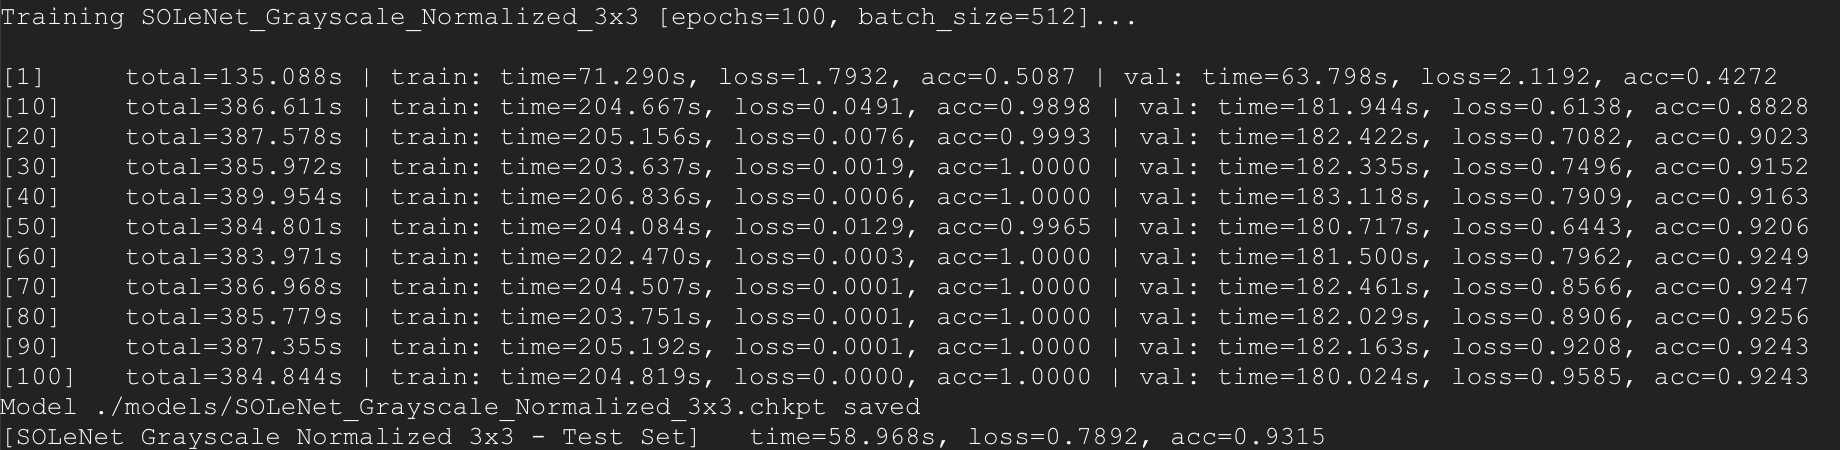 Training SOLeNet_Grayscale_Normalized_3x3 [epochs=100, batch_size=512]...
[1] total=135.088s | train: time=71.290s, loss=1.7932, acc=0.5087 | val: time=63.798s, loss=2.1192, acc=0.4272
[10] total=386.611s | train: time=204.667s, loss=0.0491, acc=0.9898 | val: time=181.944s, loss=0.6138, acc=0.8828
[20] total=387.578s | train: time=205.156s, loss=0.0076, acc=0.9993 | val: time=182.422s, loss=0.7082, acc=0.9023
[30] total=385.972s | train: time=203.637s, loss=0.0019, acc=1.0000 | val: time=182.335s, loss=0.7496, acc=0.9152
[40] total=389.954s | train: time=206.836s, loss=0.0006, acc=1.0000 | val: time=183.118s, loss=0.7909, acc=0.9163
[50] total=384.801s | train: time=204.084s, loss=0.0129, acc=0.9965 | val: time=180.717s, loss=0.6443, acc=0.9206
[60] total=383.971s | train: time=202.470s, loss=0.0003, acc=1.0000 | val: time=181.500s, loss=0.7962, acc=0.9249
[70] total=386.968s | train: time=204.507s, loss=0.0001, acc=1.0000 | val: time=182.461s, loss=0.8566, acc=0.9247
[80] total=385.779s | train: time=203.751s, loss=0.0001, acc=1.0000 | val: time=182.029s, loss=0.8906, acc=0.9256
[90] total=387.355s | train: time=205.192s, loss=0.0001, acc=1.0000 | val: time=182.163s, loss=0.9208, acc=0.9243
[100] total=384.844s | train: time=204.819s, loss=0.0000, acc=1.0000 | val: time=180.024s, loss=0.9585, acc=0.9243
Model ./models/SOLeNet_Grayscale_Normalized_3x3.chkpt saved
[SOLeNet Grayscale Normalized 3x3 - Test Set] time=58.968s, loss=0.7892, acc=0.9315